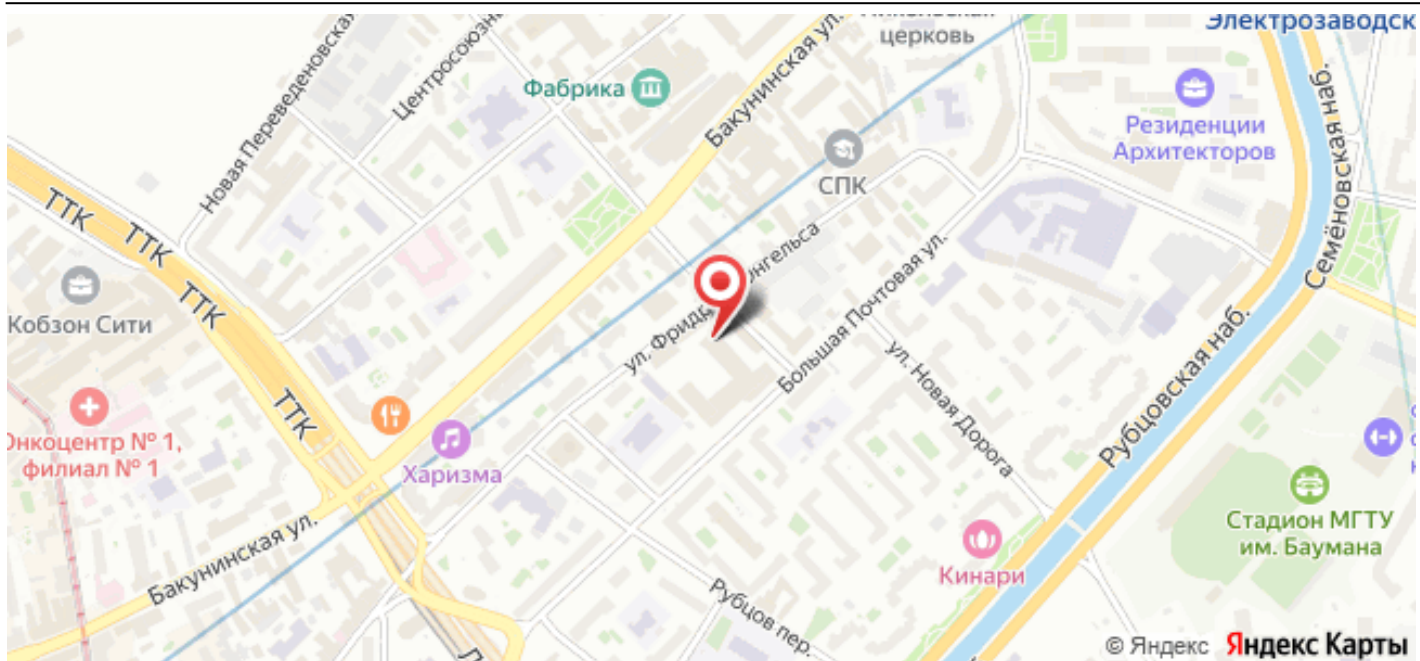 Электрозаводск
церковь
Новая Переведеновская
Центросоюзн
Фабрика
Бакунинская ул.
СПК
Резиденции
Архитекторов
Семёновская наб.
ТТК
ТТК
ТТК
ТТК
Кобзон Сити
ул. Фрид
нгельса
Большая Почтовая ул.
ул. Новая Дорога
Рубцовская наб.
Онкоцентр № 1,
филиал № 1
Харизма
Стадион МГТУ
им. Баумана
Бакунинская ул.
Кинари
Рубцов пер.
© Яндекс Яндекс Карты